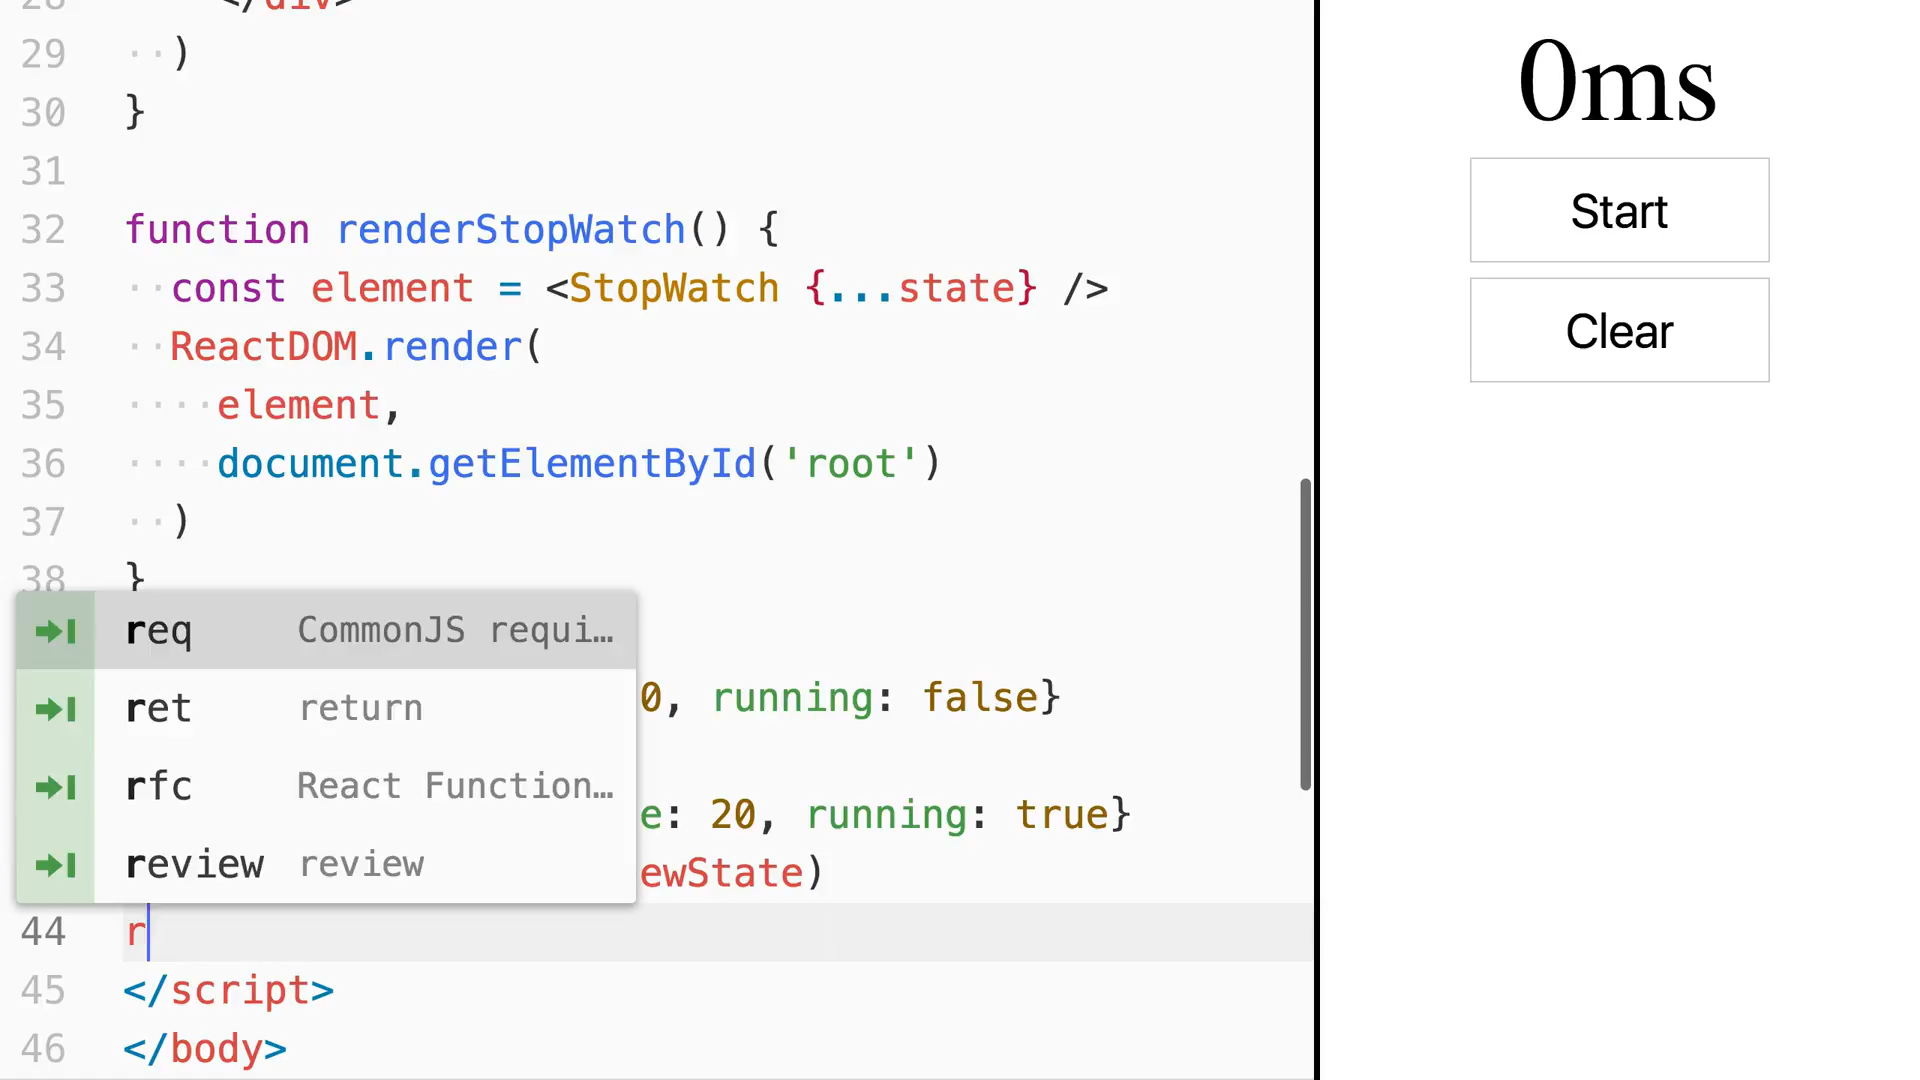 28 </div>
29 ··)
30 }
31
32 function renderStopWatch() {
33 ··const element = <StopWatch {...state} />
34 ··ReactDOM.render(
35 ····element,
36 ····document.getElementById('root')
37 ··)
38 }
req CommonJS requi…
0, running: false}
ret return
rfc React Function…
e: 20, running: true}
review review
ewState)
44 r
45 </script>
46 </body>
0ms
Start
Clear